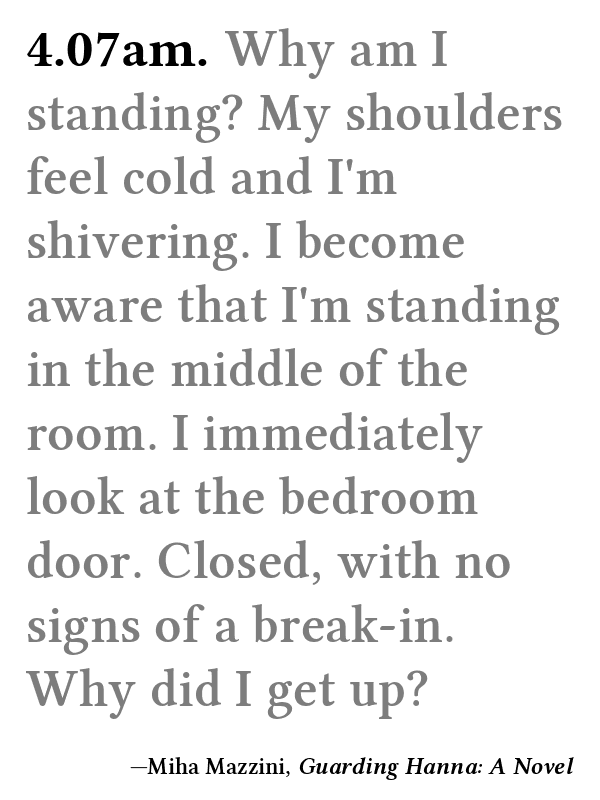 4.07am. Why am I
standing? My shoulders
feel cold and I'm
shivering. I become
aware that I'm standing
in the middle of the
room. I immediately
look at the bedroom
door. Closed, with no
signs of a break-in.
Why did I get up?
—Miha Mazzini, Guarding Hanna: A Novel